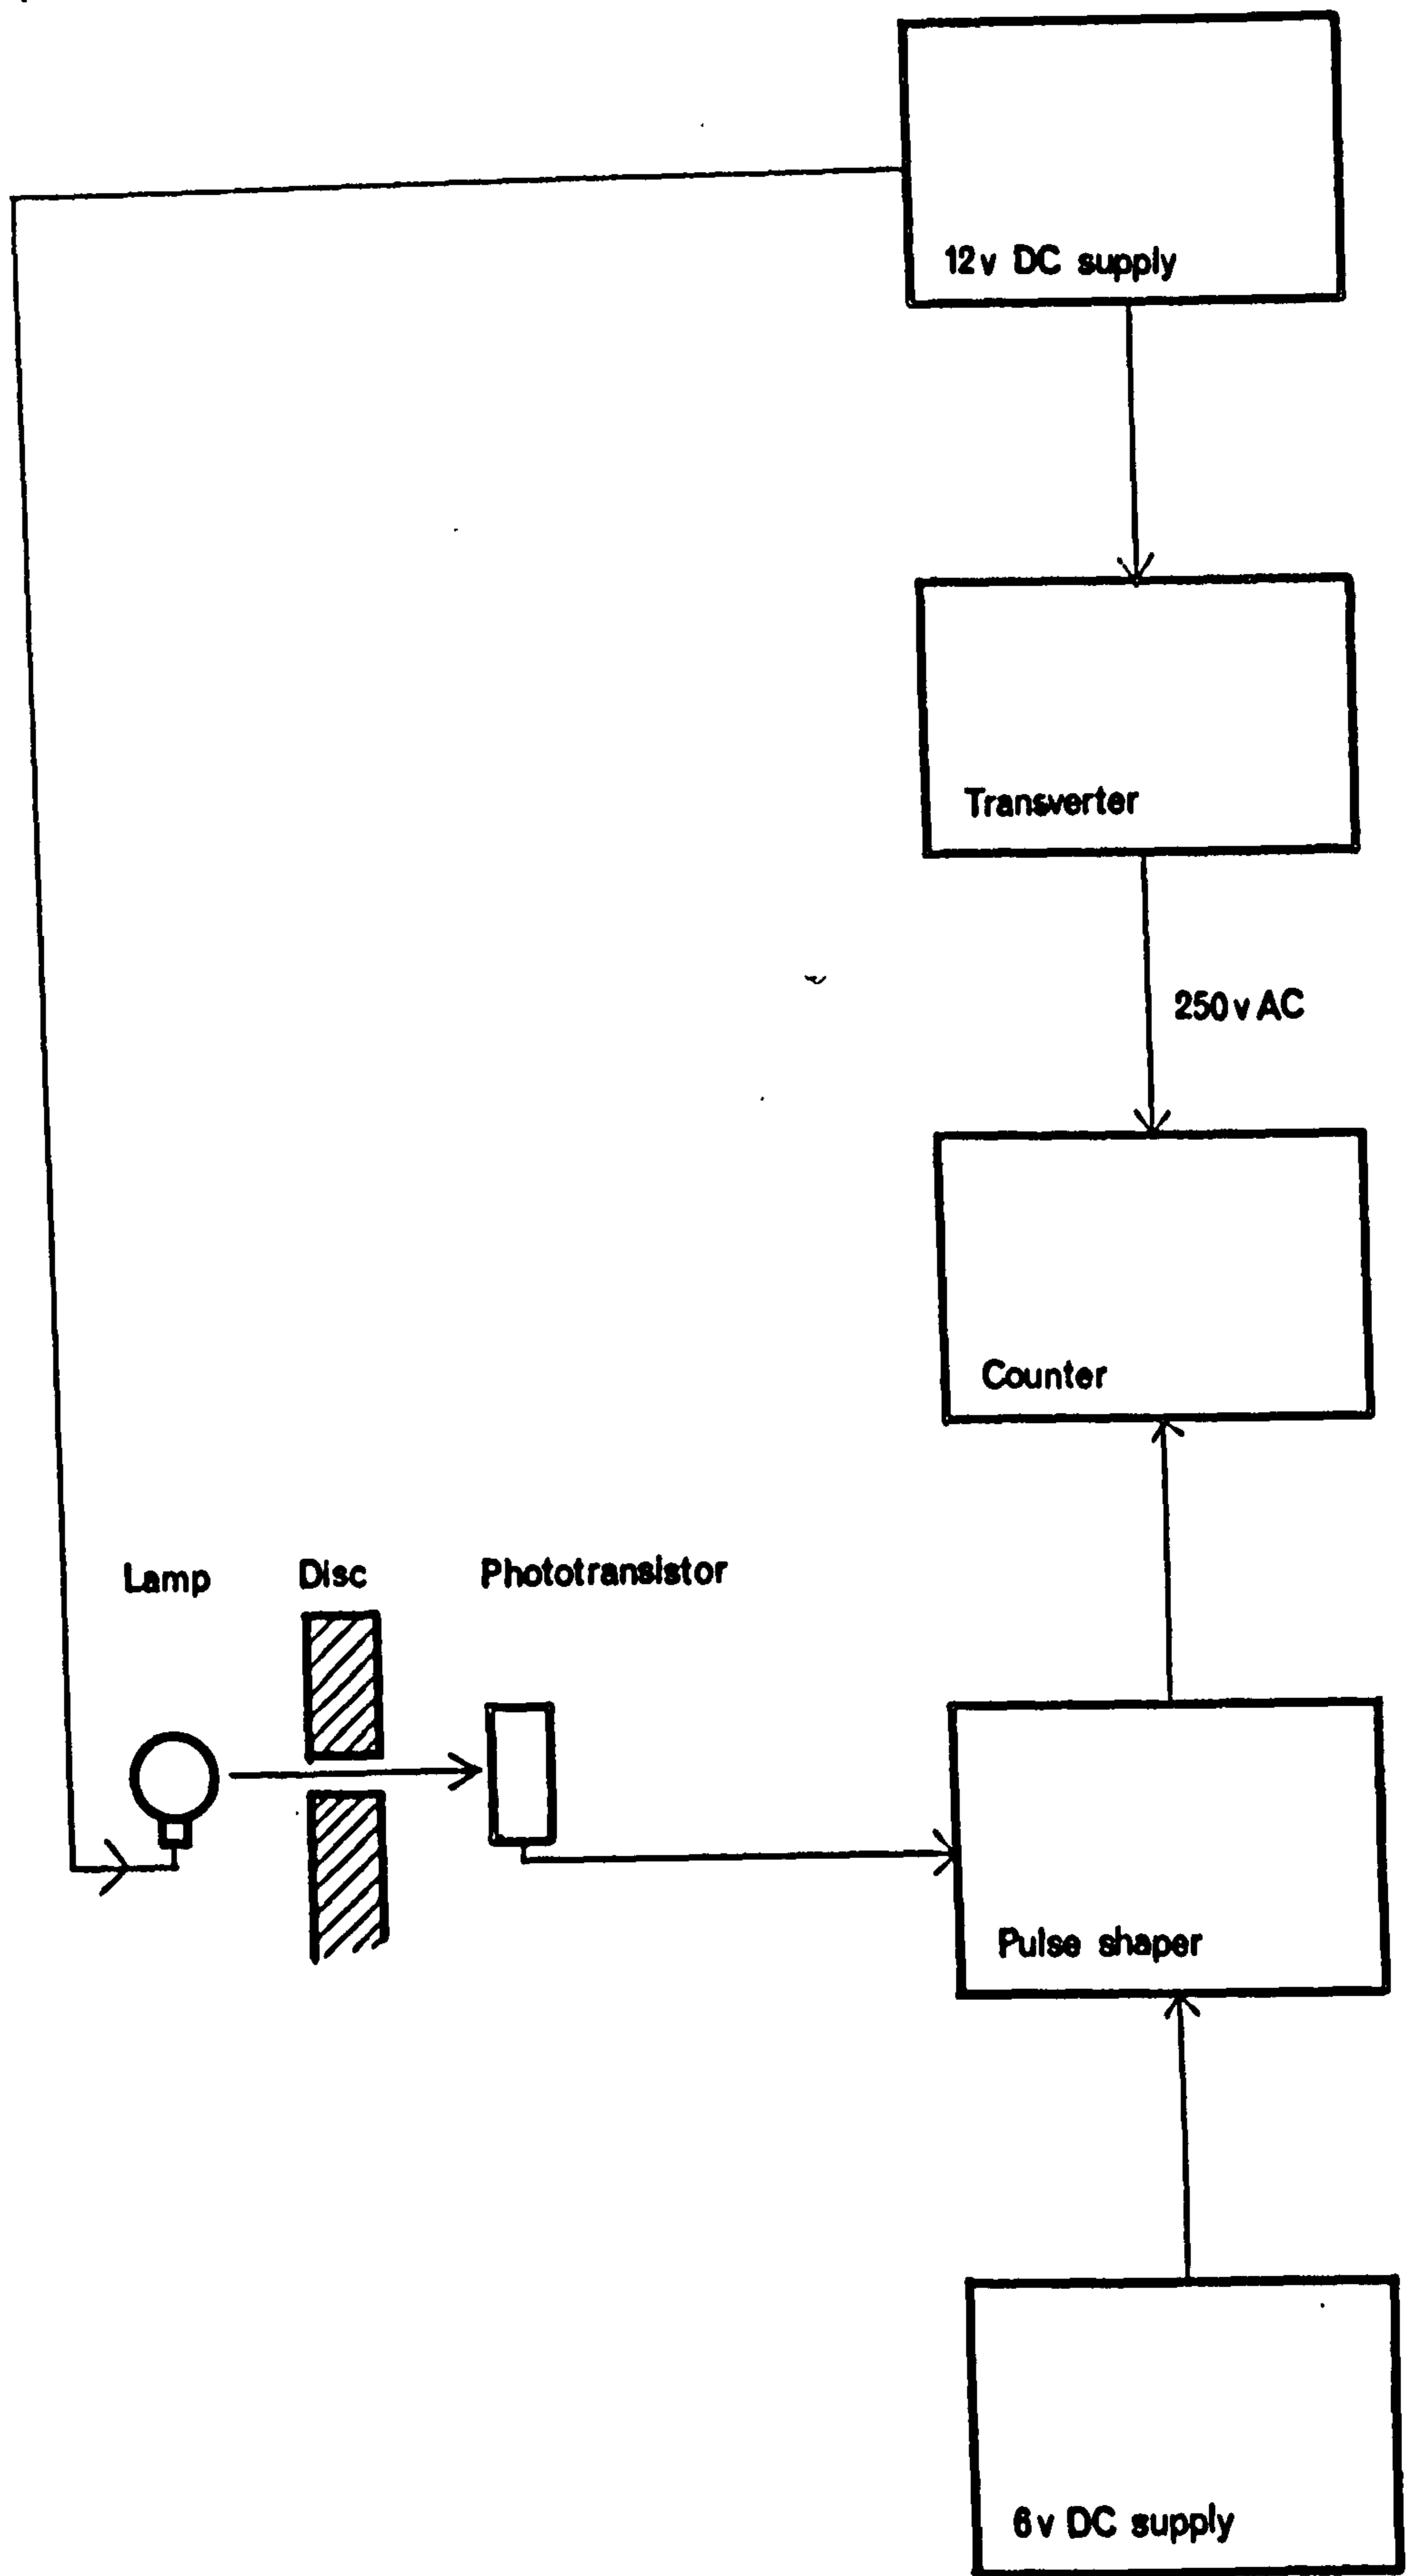 12v DC supply
Transverter
250v AC
Counter
Lamp
Disc
Phototransistor
Pulse shaper
6v DC supply